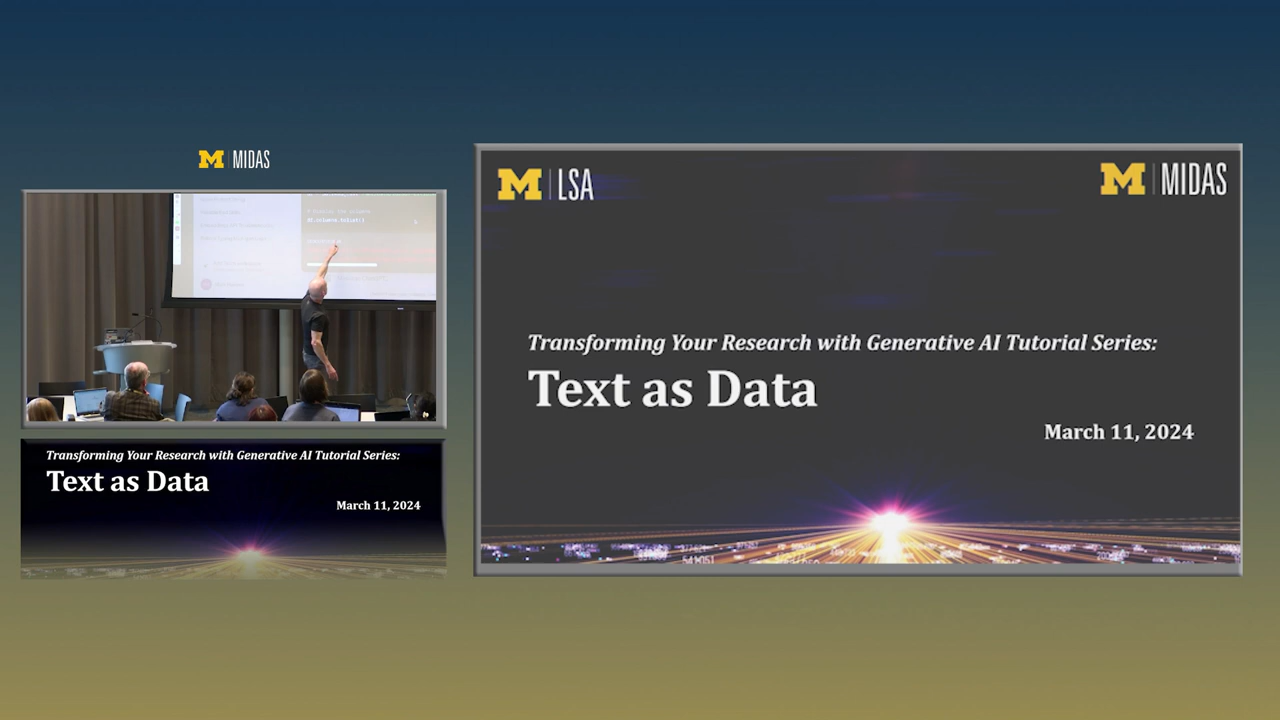 M | MIDAS
Transforming Your Research with Generative AI Tutorial Series:
Text as Data
March 11, 2024
M | LSA
M | MIDAS
Transforming Your Research with Generative AI Tutorial Series:
Text as Data
March 11, 2024